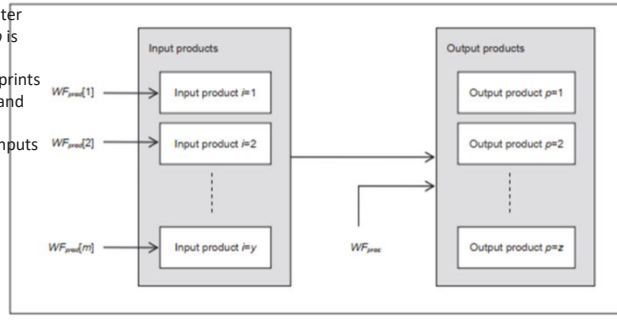 ter
is
prints
and
nputs
Input products
WFprod[1]
Input product i=1
WFprod[2]
Input product i=2
WFprod[m]
Input product i=y
WFproc
Output products
Output product p=1
Output product p=2
Output product p=z